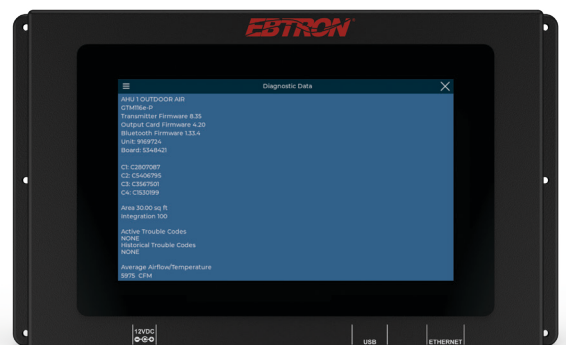 EBTRON
Diagnostic Data
AHU 1 OUTDOOR AIR
GTM116e-P
Transmitter Firmware 8.35
Output Card Firmware 4.20
Bluetooth Firmware 1.33.4
Unit: 9169724
Board: 5348421
C1: C2807087
C2: C5406795
C3: C3567501
C4: C1530199
Area 30.00 sq ft
Integration 100
Active Trouble Codes
NONE
Historical Trouble Codes
NONE
Average Airflow/Temperature
5975 CFM
12VDC
USB
ETHERNET